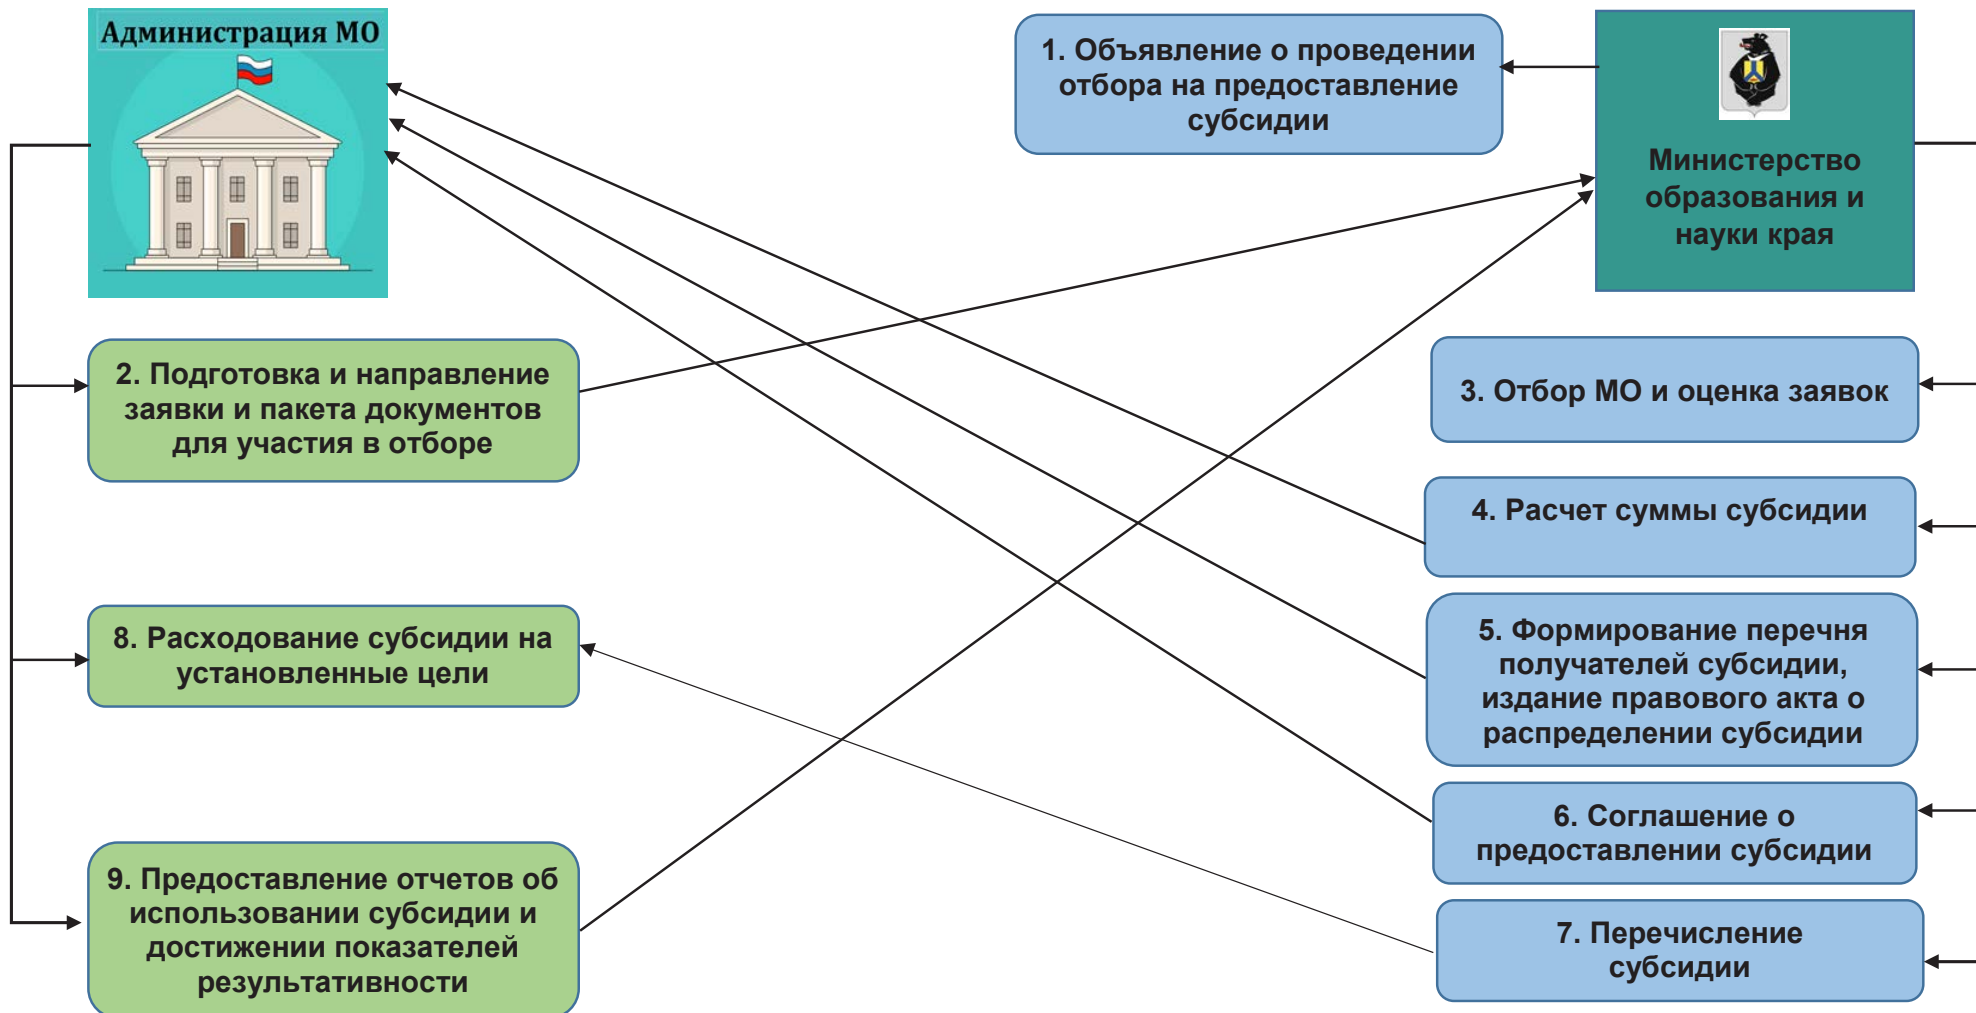 Администрация МО
1. Объявление о проведении
отбора на предоставление
субсидии
Министерство
образования и
науки края
2. Подготовка и направление
заявки и пакета документов
для участия в отборе
3. Отбор МО и оценка заявок
4. Расчет суммы субсидии
5. Формирование перечня
получателей субсидии,
издание правового акта о
распределении субсидии
8. Расходование субсидии на
установленные цели
6. Соглашение о
предоставлении субсидии
9. Предоставление отчетов об
использовании субсидии и
достижении показателей
результативности
7. Перечисление
субсидии